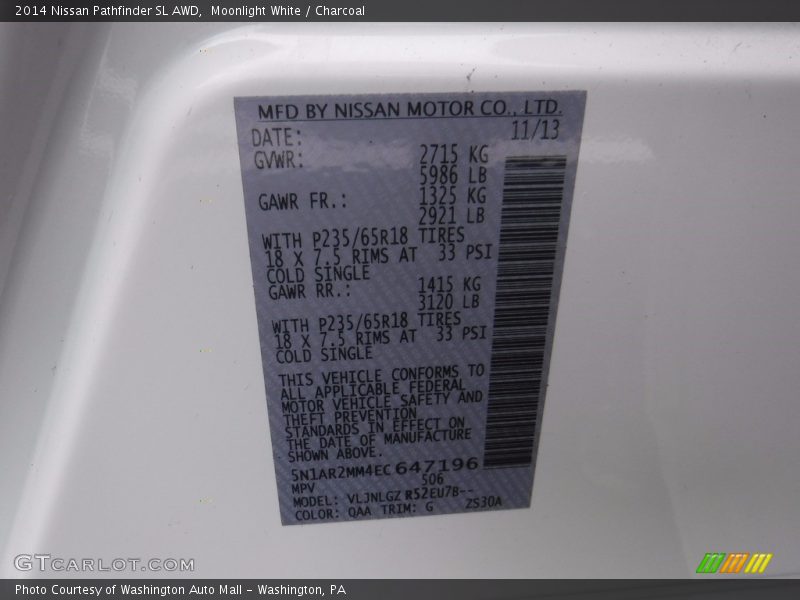 2014 Nissan Pathfinder SL AWD, Moonlight White / Charcoal
MFD BY NISSAN MOTOR CO., LTD.
DATE: 11/13
GVWR: 2715 KG
5986 LB
GAWR FR.: 1325 KG
2921 LB
WITH P235/65R18 TIRES
18 X 7.5 RIMS AT 33 PSI
COLD SINGLE
GAWR RR.: 1415 KG
3120 LB
WITH P235/65R18 TIRES
18 X 7.5 RIMS AT 33 PSI
COLD SINGLE
THIS VEHICLE CONFORMS TO
ALL APPLICABLE FEDERAL
MOTOR VEHICLE SAFETY AND
THEFT PREVENTION
STANDARDS IN EFFECT ON
THE DATE OF MANUFACTURE
SHOWN ABOVE.
5N1AR2MM4EC647196
MPV 506
MODEL: VLJNLGZ R52EU7B--
COLOR: QAA TRIM: G ZS30A
GTCARLOT.COM
Photo Courtesy of Washington Auto Mall - Washington, PA